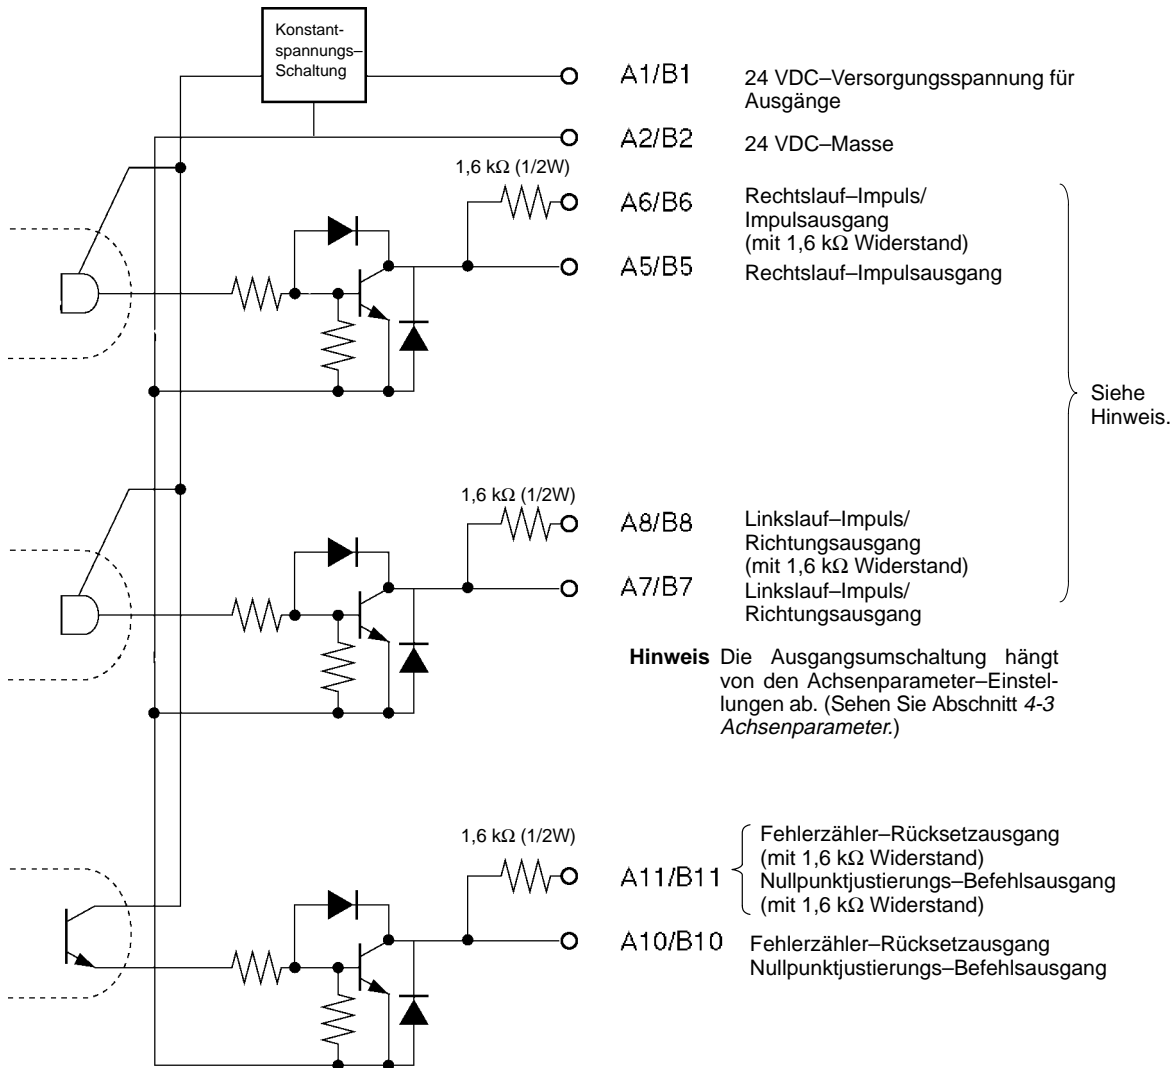 Konstant-
spannungs–
Schaltung
A1/B1
24 VDC–Versorgungsspannung für
Ausgänge
A2/B2
24 VDC–Masse
1,6 kΩ (1/2W)
A6/B6
Rechtslauf–Impuls/
Impulsausgang
(mit 1,6 kΩ Widerstand)
A5/B5
Rechtslauf–Impulsausgang
Siehe
Hinweis.
1,6 kΩ (1/2W)
A8/B8
Linkslauf–Impuls/
Richtungsausgang
(mit 1,6 kΩ Widerstand)
A7/B7
Linkslauf–Impuls/
Richtungsausgang
Hinweis Die Ausgangsumschaltung hängt
von den Achsenparameter–Einstel-
lungen ab. (Sehen Sie Abschnitt 4-3
Achsenparameter.)
1,6 kΩ (1/2W)
A11/B11
Fehlerzähler–Rücksetzausgang
(mit 1,6 kΩ Widerstand)
Nullpunktjustierungs–Befehlsausgang
(mit 1,6 kΩ Widerstand)
A10/B10
Fehlerzähler–Rücksetzausgang
Nullpunktjustierungs–Befehlsausgang